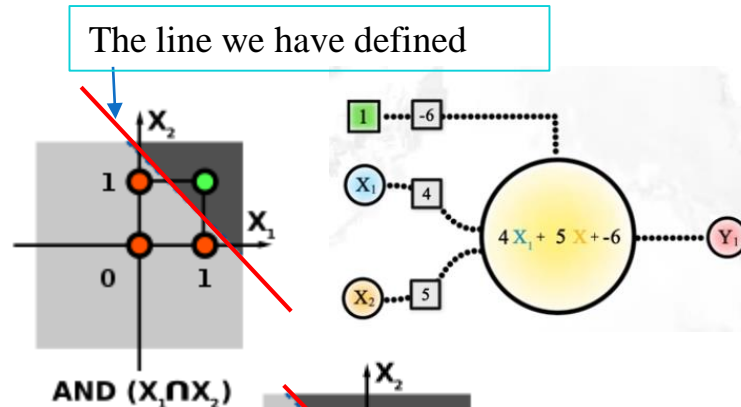 The line we have defined
X₂
1
X₁
0 1
AND (X₁∩X₂)
1 -6
X₁ 4
4 X₁ + 5 X + -6 Y₁
X₂ 5
X₂